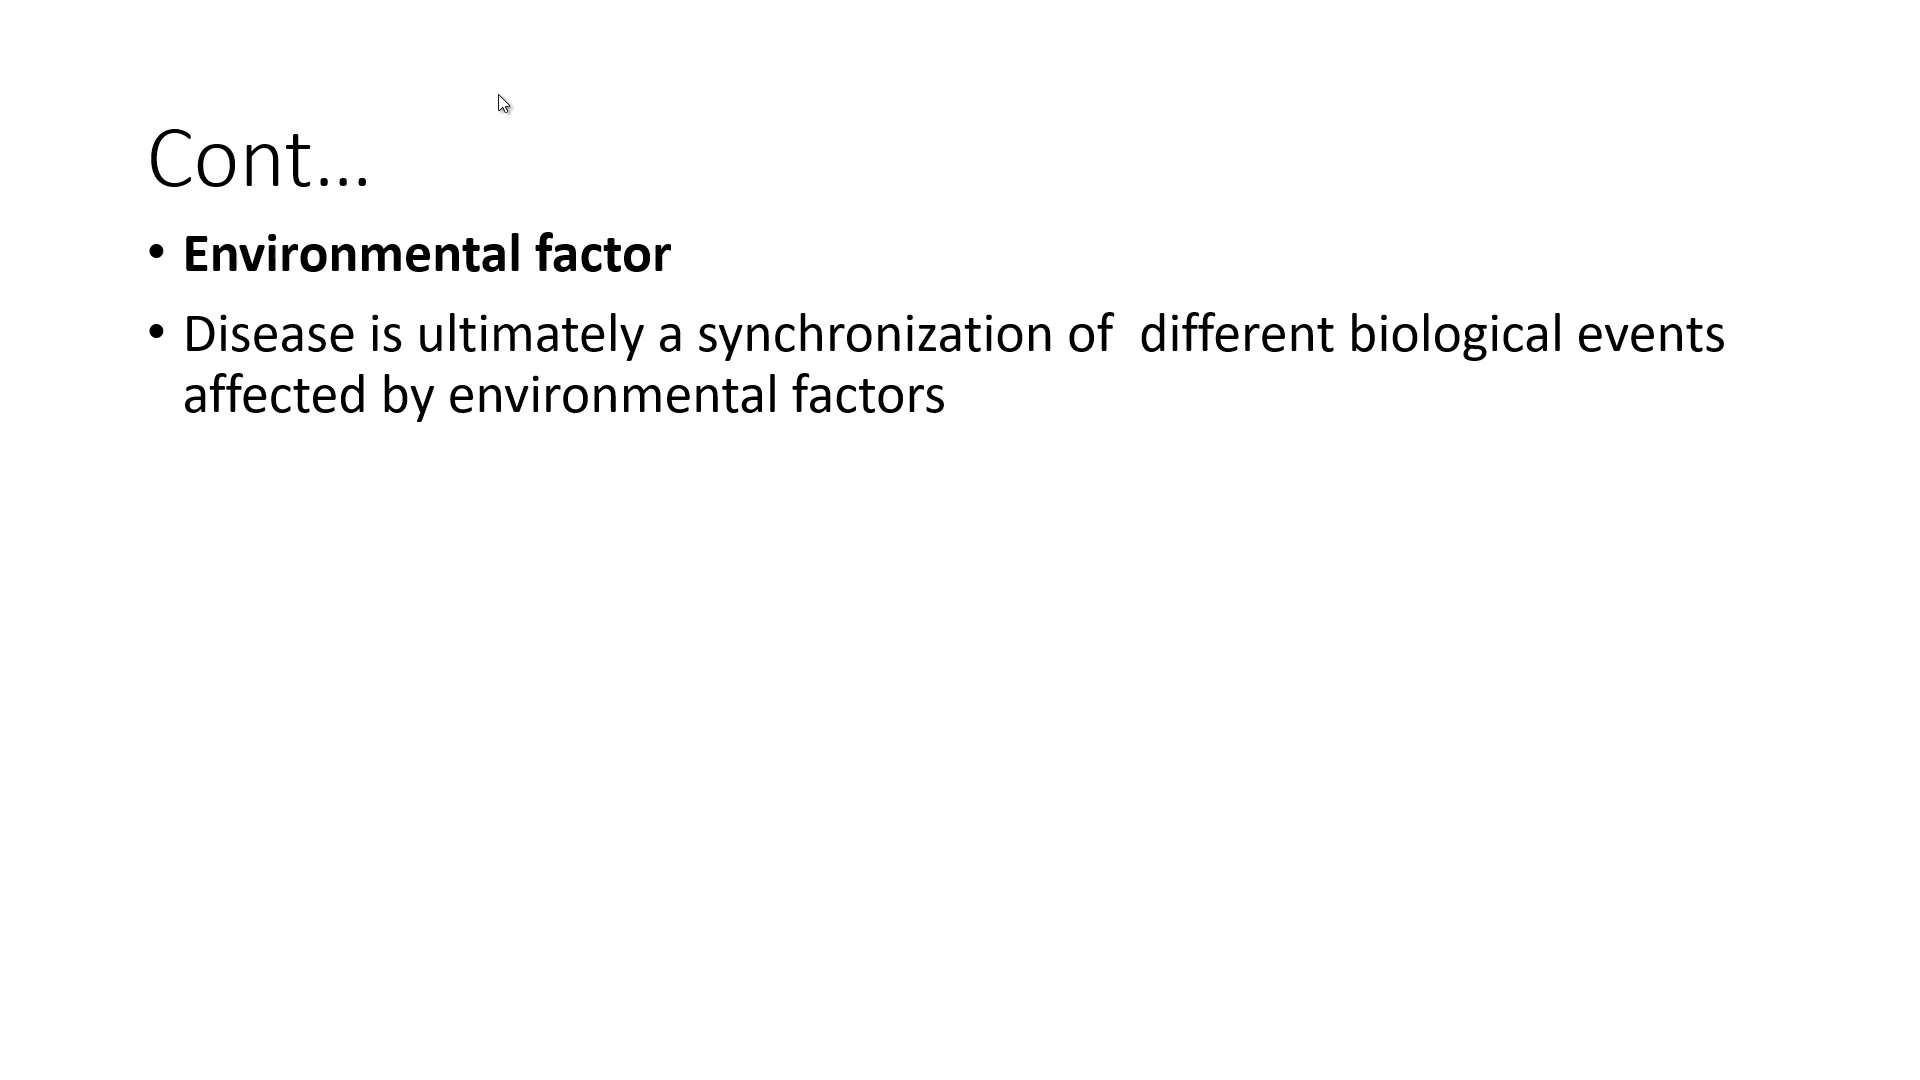 Cont…
• Environmental factor
• Disease is ultimately a synchronization of  different biological events
affected by environmental factors